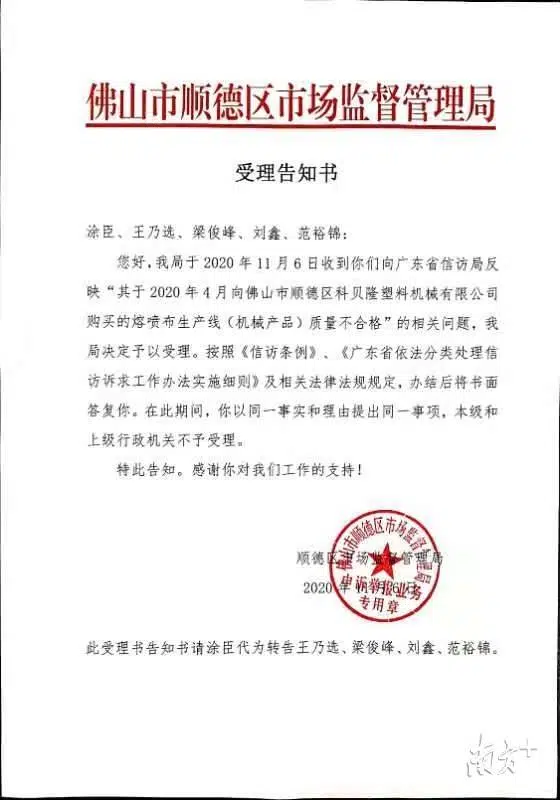 佛山市顺德区市场监督管理局
受理告知书
涂臣、王乃选、梁俊峰、刘鑫、范裕锦：
您好，我局于2020年11月6日收到你们向广东省信访局反
映“其于2020年4月向佛山市顺德区科贝隆塑料机械有限公司
购买的熔喷布生产线（机械产品）质量不合格”的相关问题，我
局决定予以受理。按照《信访条例》、《广东省依法分类处理信
访诉求工作办法实施细则》及相关法律法规规定，办结后将书面
答复你。在此期间，你以同一事实和理由提出同一事项，本级和
上级行政机关不予受理。
特此告知。感谢你对我们工作的支持！
顺德区市场监督管理局
2020年
佛山市顺德区市场监督管理局
申诉举报业务
专用章
此受理书告知书请涂臣代为转告王乃选、梁俊峰、刘鑫、范裕锦。
南方+